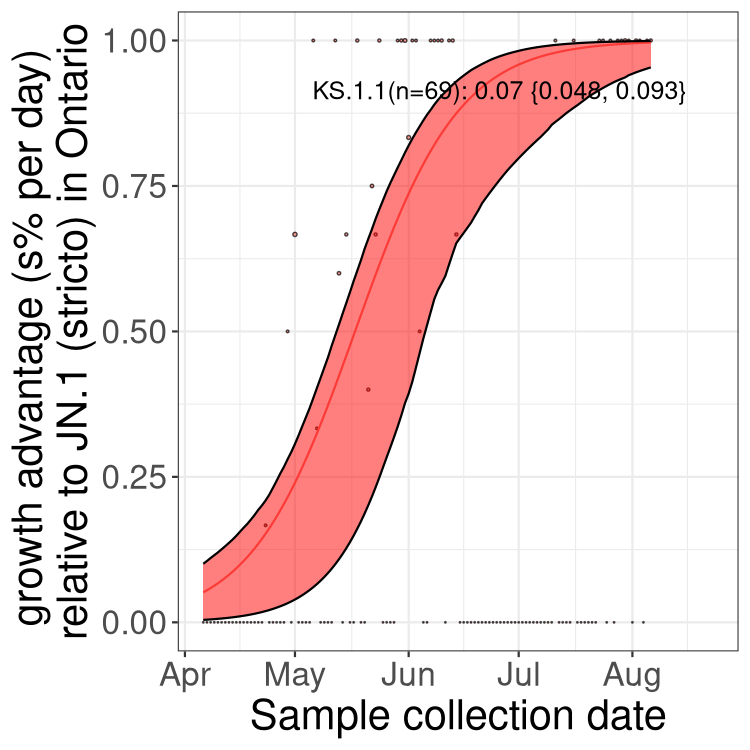 growth advantage (s% per day)
relative to JN.1 (stricto) in Ontario
1.00
0.75
0.50
0.25
0.00
KS.1.1(n=69): 0.07 {0.048, 0.093}
Apr May Jun Jul Aug
Sample collection date